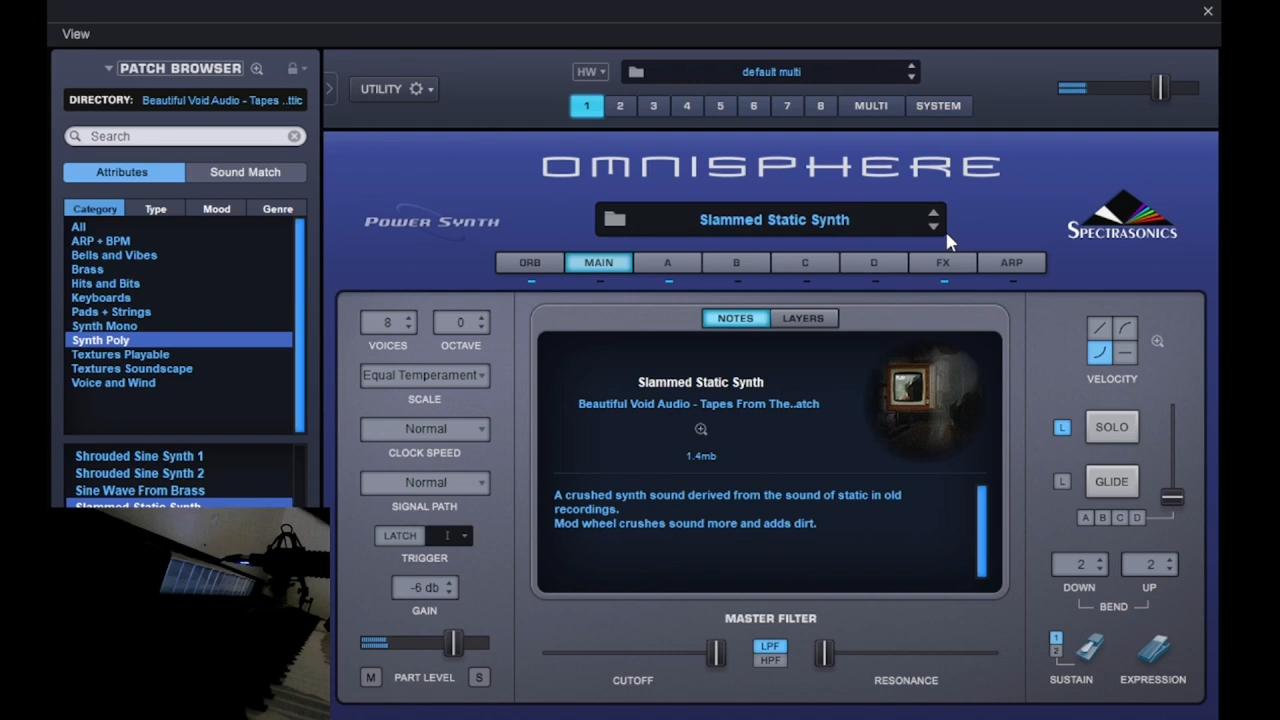 View
PATCH BROWSER
DIRECTORY: Beautiful Void Audio - Tapes ..ttic
Search
Attributes
Sound Match
Category
Type
Mood
Genre
All
ARP + BPM
Bells and Vibes
Brass
Hits and Bits
Keyboards
Pads + Strings
Synth Mono
Synth Poly
Textures Playable
Textures Soundscape
Voice and Wind
Shrouded Sine Synth 1
Shrouded Sine Synth 2
Sine Wave From Brass
Slammed Static Synth
UTILITY
HW
default multi
1 2 3 4 5 6 7 8 MULTI SYSTEM
OMNISPHERE
POWER SYNTH
Slammed Static Synth
SPECTRASONICS
ORB MAIN A B C D FX ARP
8
VOICES
0
OCTAVE
Equal Temperament
SCALE
Normal
CLOCK SPEED
Normal
SIGNAL PATH
LATCH I
TRIGGER
-6 db
GAIN
M PART LEVEL S
NOTES LAYERS
Slammed Static Synth
Beautiful Void Audio - Tapes From The..atch
1.4mb
A crushed synth sound derived from the sound of static in old
recordings.
Mod wheel crushes sound more and adds dirt.
MASTER FILTER
LPF
HPF
CUTOFF
RESONANCE
VELOCITY
L SOLO
L GLIDE
A B C D
2
DOWN
2
UP
BEND
1
2
SUSTAIN
EXPRESSION